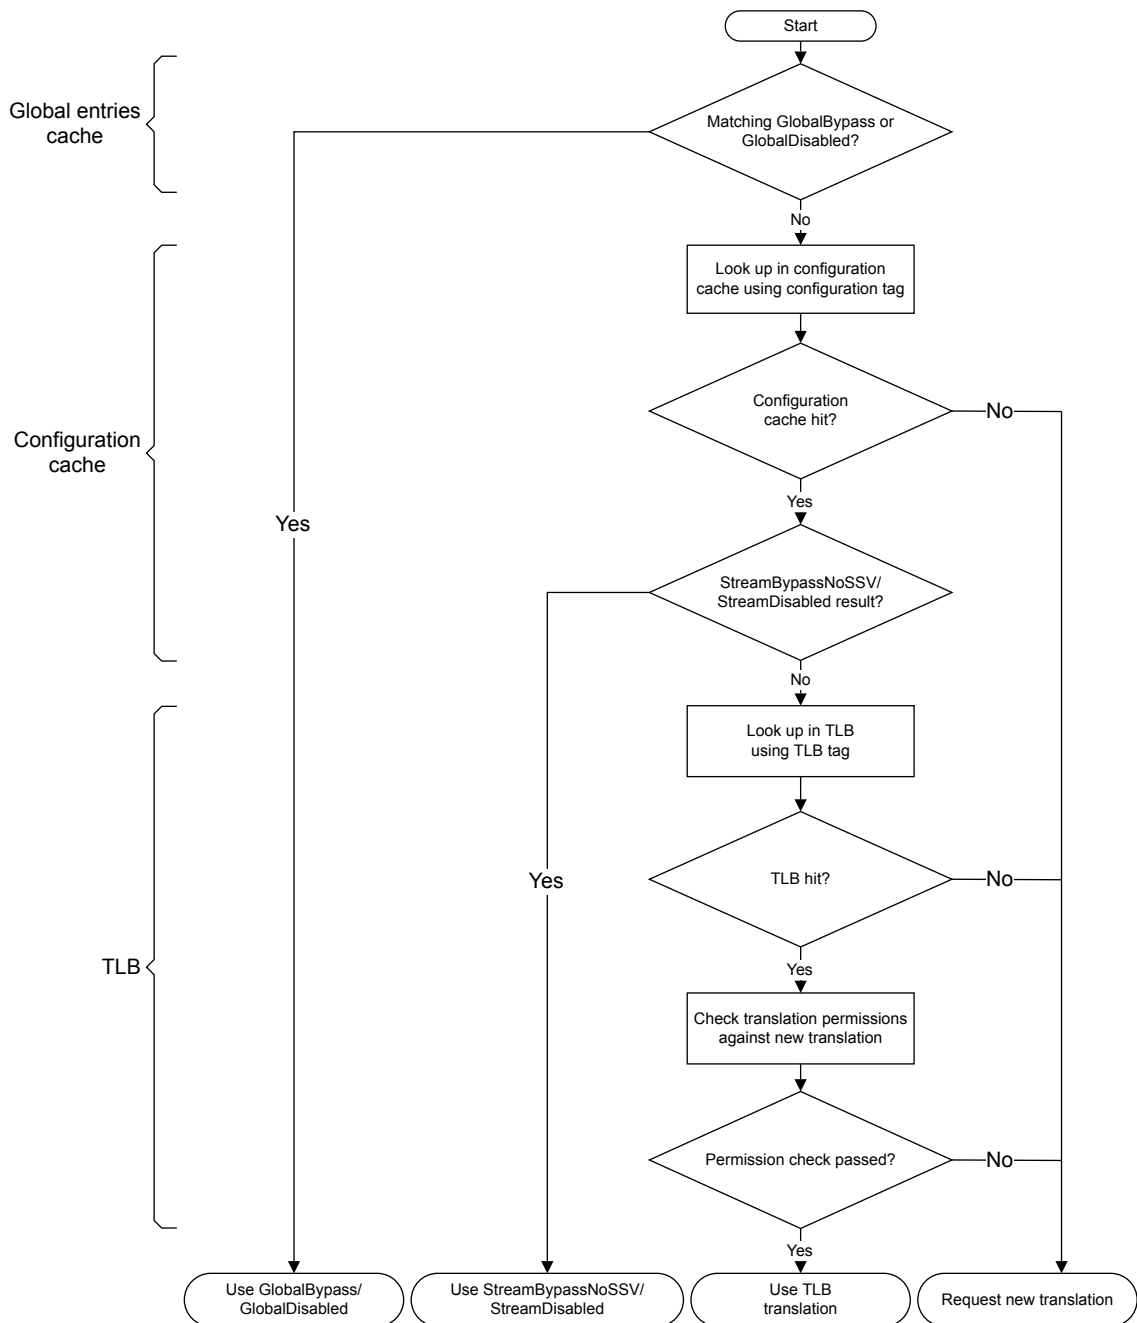 Start
Global entries
cache
Matching GlobalBypass or
GlobalDisabled?
No
Look up in configuration
cache using configuration tag
Configuration
cache hit?
No
Configuration
cache
Yes
Yes
StreamBypassNoSSV/
StreamDisabled result?
No
Look up in TLB
using TLB tag
Yes
TLB hit?
No
TLB
Yes
Check translation permissions
against new translation
Permission check passed?
No
Yes
Use GlobalBypass/
GlobalDisabled
Use StreamBypassNoSSV/
StreamDisabled
Use TLB
translation
Request new translation